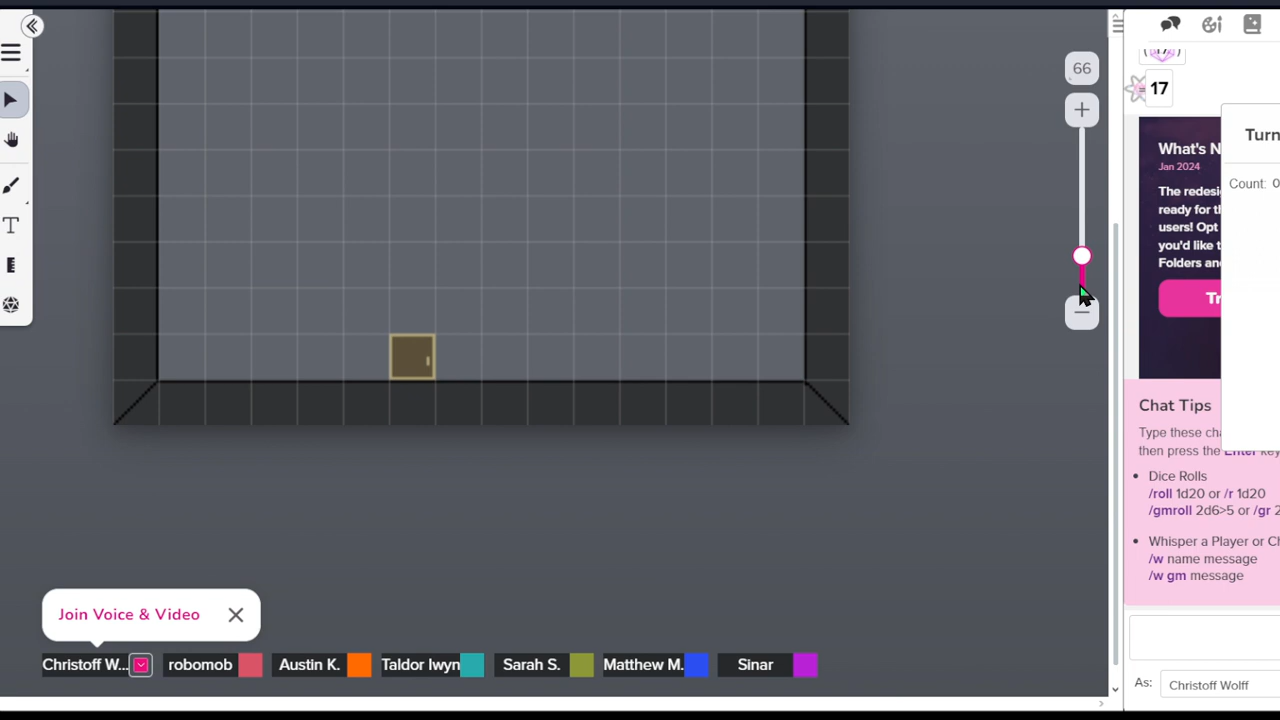 66
17
17
What's N
Jan 2024
The redesi
ready for th
users! Opt
you'd like t
Folders an
Tr
Turn
Count: 0
Chat Tips
Type these cha
then press the Enter key
Dice Rolls
/roll 1d20 or /r 1d20
/gmroll 2d6>5 or /gr 2
Whisper a Player or Ch
/w name message
/w gm message
Join Voice & Video
Christoff W... robomob Austin K. Taldor Iwyn Sarah S. Matthew M. Sinar
As: Christoff Wolff